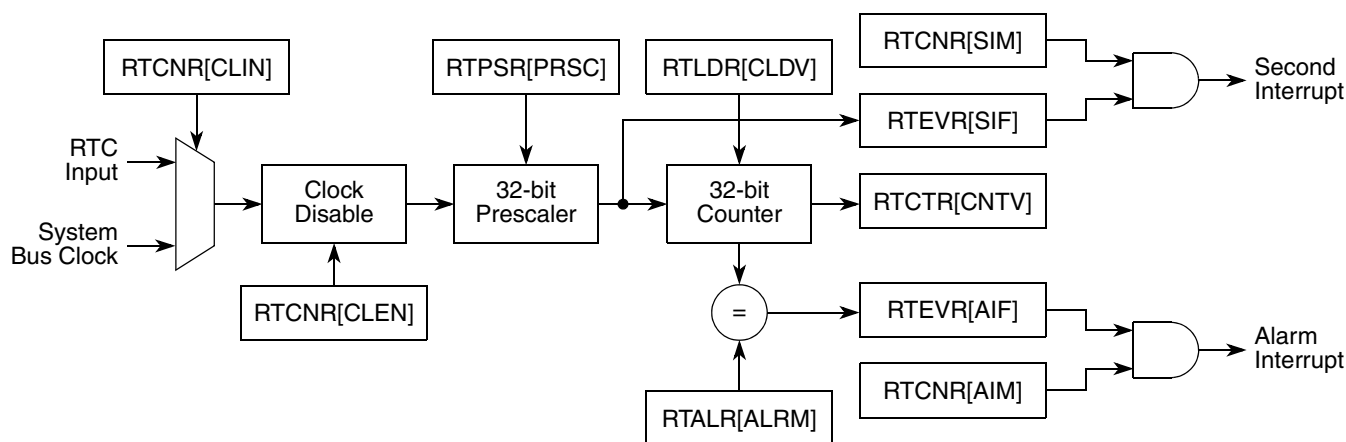 RTCNR[CLIN]
RTPSR[PRSC]
RTLDR[CLDV]
RTCNR[SIM]
Second
Interrupt
RTEVR[SIF]
RTC
Input
Clock
Disable
32-bit
Prescaler
32-bit
Counter
RTCTR[CNTV]
System
Bus Clock
RTCNR[CLEN]
=
RTEVR[AIF]
Alarm
Interrupt
RTCNR[AIM]
RTALR[ALRM]